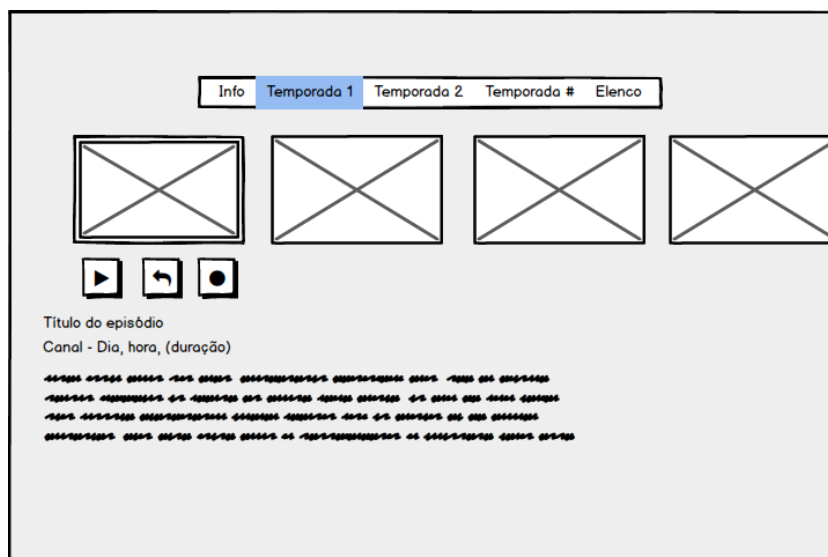 Info Temporada 1 Temporada 2 Temporada # Elenco
Título do episódio
Canal - Dia, hora, (duração)